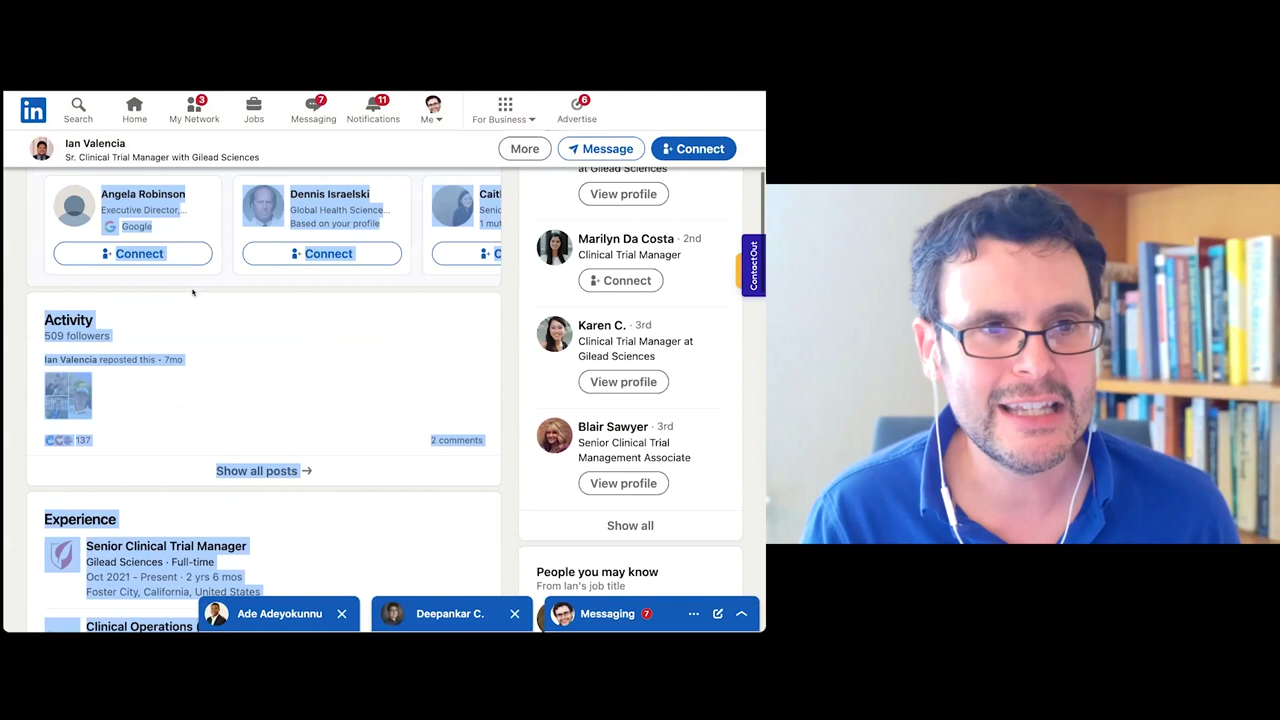 in
Search
Home
3
My Network
Jobs
7
Messaging
11
Notifications
Me
For Business
6
Advertise
Ian Valencia
Sr. Clinical Trial Manager with Gilead Sciences
More
Message
Connect
Angela Robinson
Executive Director,...
Google
Connect
Dennis Israelski
Global Health Science...
Based on your profile
Connect
Cait
Senic
1 mut
C
Activity
509 followers
Ian Valencia reposted this • 7mo
137
2 comments
Show all posts →
Experience
Senior Clinical Trial Manager
Gilead Sciences · Full-time
Oct 2021 - Present · 2 yrs 6 mos
Foster City, California, United States
Clinical Operations (
at Gilead Sciences
View profile
Marilyn Da Costa · 2nd
Clinical Trial Manager
Connect
Karen C. · 3rd
Clinical Trial Manager at
Gilead Sciences
View profile
Blair Sawyer · 3rd
Senior Clinical Trial
Management Associate
View profile
Show all
People you may know
From Ian's job title
ContactOut
Ade Adeyokunnu
Deepankar C.
Messaging
7